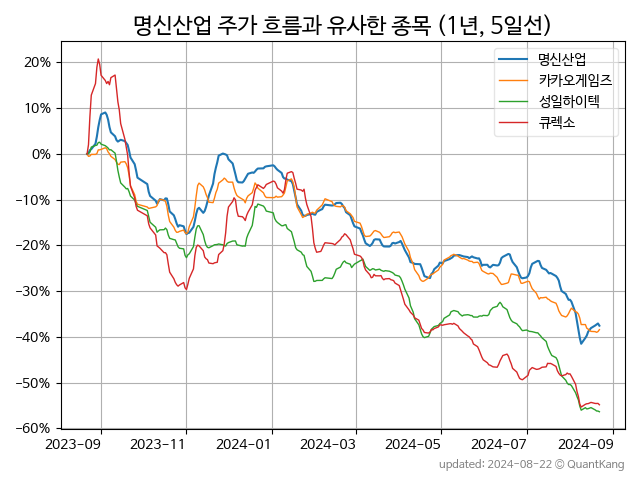 명신산업 주가 흐름과 유사한 종목 (1년, 5일선)
명신산업
카카오게임즈
성일하이텍
큐렉소
20%
10%
0%
−10%
−20%
−30%
−40%
−50%
−60%
2023-09 2023-11 2024-01 2024-03 2024-05 2024-07 2024-09
updated: 2024-08-22 © QuantKang